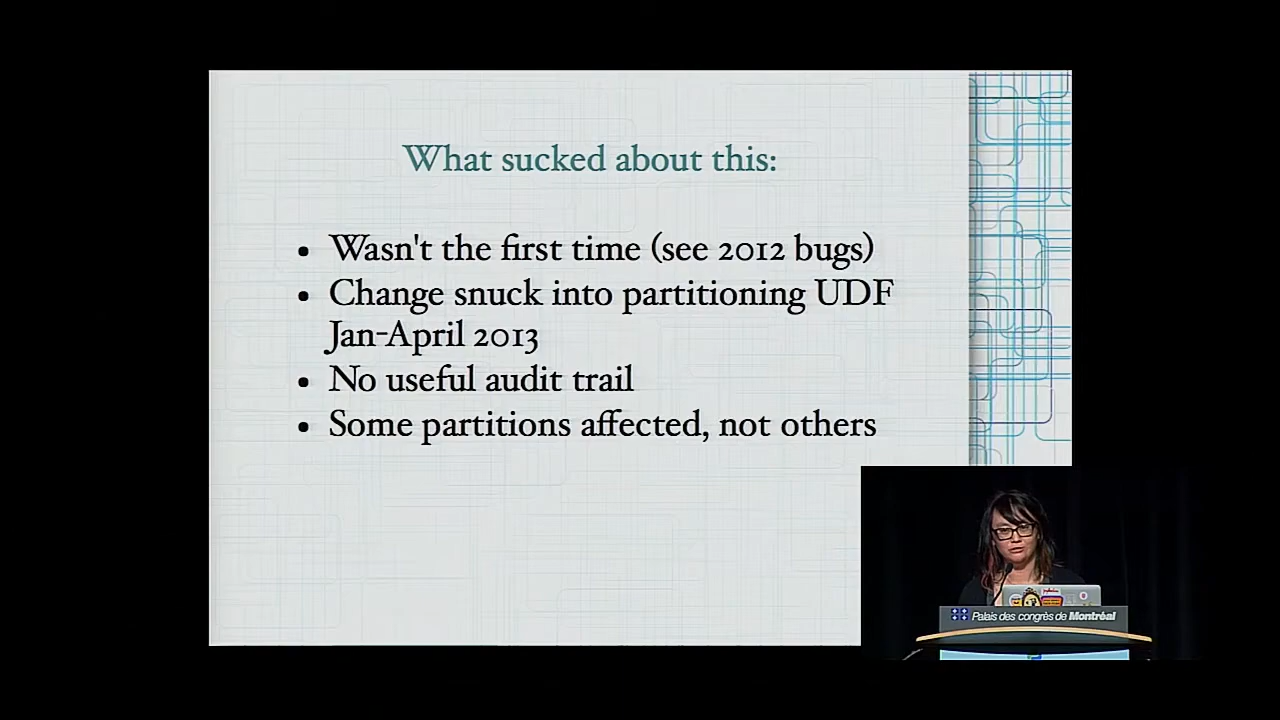 What sucked about this:
• Wasn't the first time (see 2012 bugs)
• Change snuck into partitioning UDF
Jan-April 2013
• No useful audit trail
• Some partitions affected, not others
Palais des congrès de Montréal